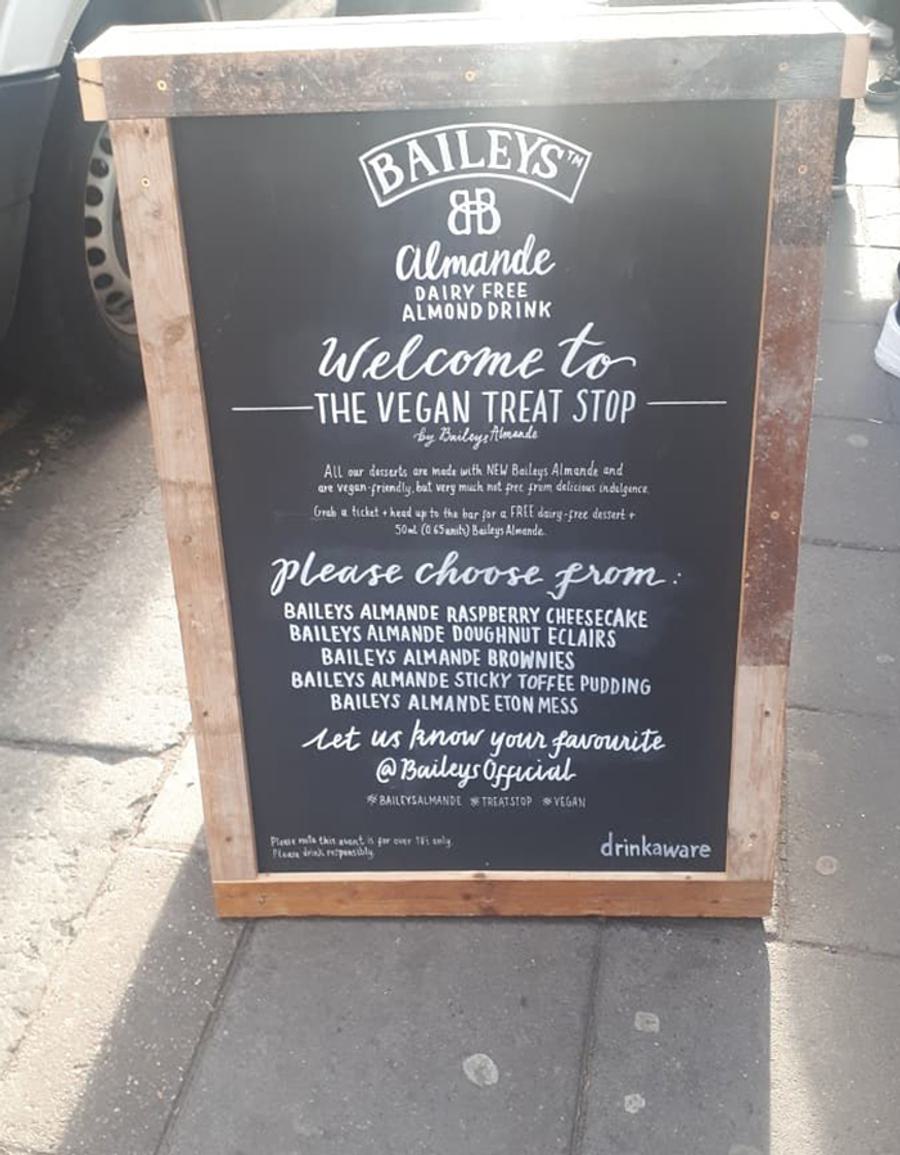 BAILEYS™
BB
Almande
DAIRY FREE
ALMOND DRINK
Welcome to
THE VEGAN TREAT STOP
by Baileys Almande
All our desserts are made with NEW Baileys Almande and
are vegan-friendly, but very much not free from delicious indulgence.
Grab a ticket + head up to the bar for a FREE dairy-free dessert +
50mL (0.65units) Baileys Almande.
please choose from:
BAILEYS ALMANDE RASPBERRY CHEESECAKE
BAILEYS ALMANDE DOUGHNUT ECLAIRS
BAILEYS ALMANDE BROWNIES
BAILEYS ALMANDE STICKY TOFFEE PUDDING
BAILEYS ALMANDE ETON MESS
Let us know your favourite
@BaileysOfficial
#BAILEYSALMANDE #TREATSTOP #VEGAN
Please note this event is for over 18s only.
Please drink responsibly.
drinkaware